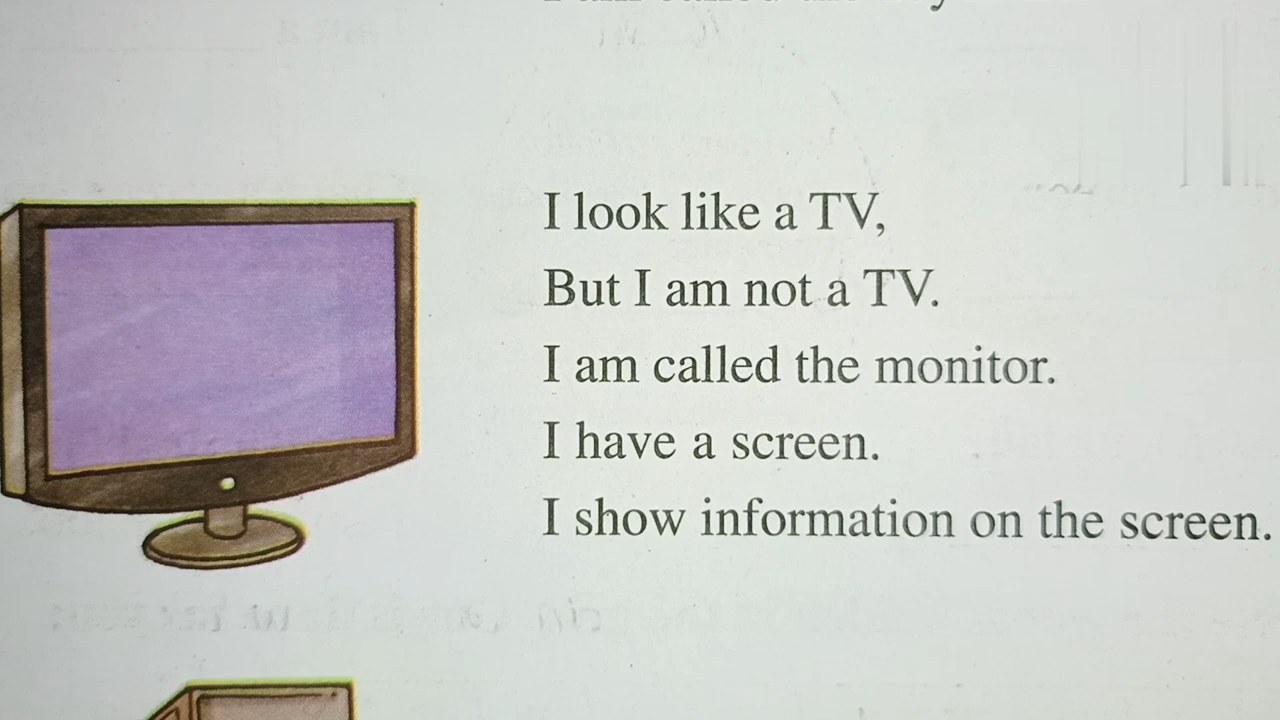 I look like a TV,
But I am not a TV.
I am called the monitor.
I have a screen.
I show information on the screen.